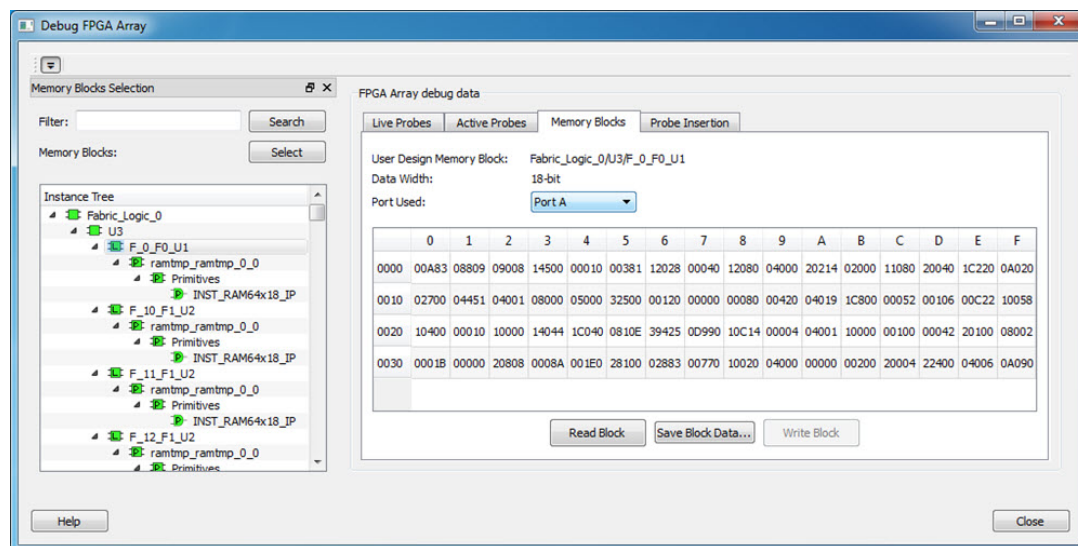 Debug FPGA Array
Memory Blocks Selection
Filter:
Search
Memory Blocks:
Select
Instance Tree
Fabric_Logic_0
U3
F_0_F0_U1
ramtmp_ramtmp_0_0
Primitives
INST_RAM64x18_IP
F_10_F1_U2
ramtmp_ramtmp_0_0
Primitives
INST_RAM64x18_IP
F_11_F1_U2
ramtmp_ramtmp_0_0
Primitives
INST_RAM64x18_IP
F_12_F1_U2
ramtmp_ramtmp_0_0
Primitives
FPGA Array debug data
Live Probes Active Probes Memory Blocks Probe Insertion
User Design Memory Block: Fabric_Logic_0/U3/F_0_F0_U1
Data Width: 18-bit
Port Used: Port A
0 1 2 3 4 5 6 7 8 9 A B C D E F
0000 00A83 08809 09008 14500 00010 00381 12028 00040 12080 04000 20214 02000 11080 20040 1C220 0A020
0010 02700 04451 04001 08000 05000 32500 00120 00000 00080 00420 04019 1C800 00052 00106 00C22 10058
0020 10400 00010 10000 14044 1C040 0810E 39425 0D990 10C14 00004 04001 10000 00100 00042 20100 08002
0030 0001B 00000 20808 0008A 001E0 28100 02883 00770 10020 04000 00000 00200 20004 22400 04006 0A090
Read Block Save Block Data... Write Block
Help
Close